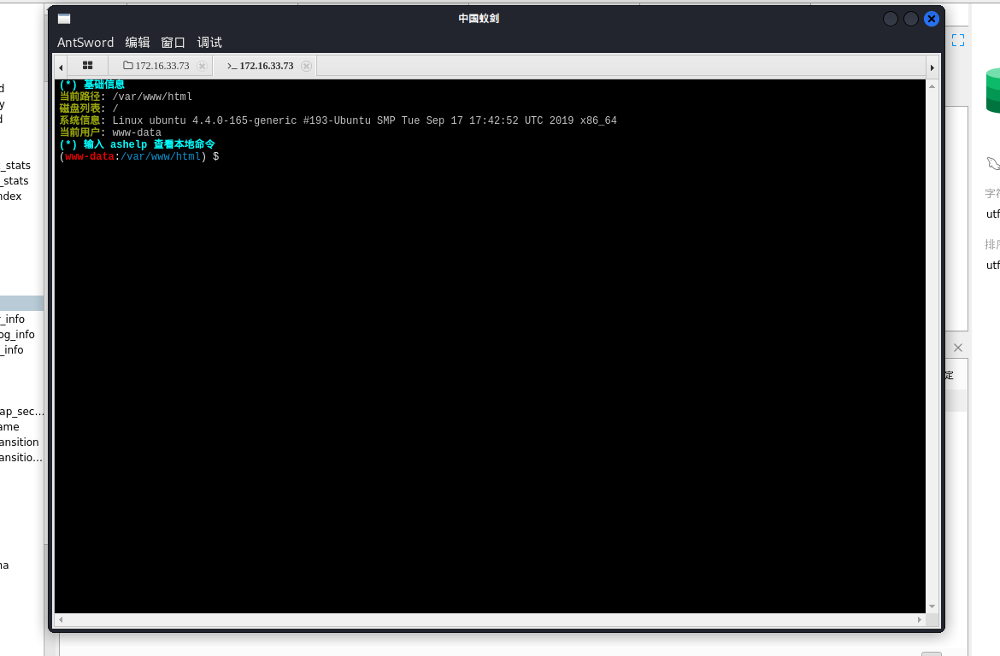 中国蚁剑
AntSword 编辑 窗口 调试
172.16.33.73 >_ 172.16.33.73
(*) 基础信息
当前路径: /var/www/html
磁盘列表: /
系统信息: Linux ubuntu 4.4.0-165-generic #193-Ubuntu SMP Tue Sep 17 17:42:52 UTC 2019 x86_64
当前用户: www-data
(*) 输入 ashelp 查看本地命令
(www-data:/var/www/html) $
_stats
_stats
ndex
_info
og_info
_info
ap_sec...
ame
ansition
ansitio...
na
定
utf
utf